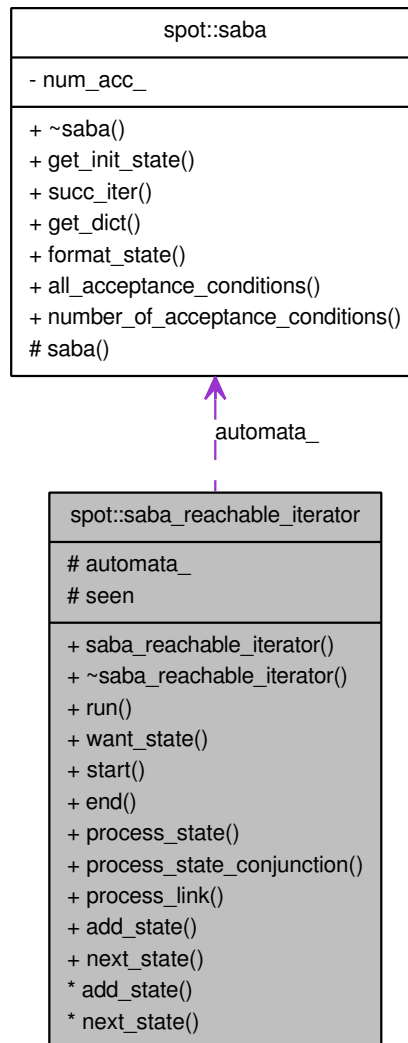 spot::saba
- num_acc_
+ ~saba()
+ get_init_state()
+ succ_iter()
+ get_dict()
+ format_state()
+ all_acceptance_conditions()
+ number_of_acceptance_conditions()
# saba()
automata_
spot::saba_reachable_iterator
# automata_
# seen
+ saba_reachable_iterator()
+ ~saba_reachable_iterator()
+ run()
+ want_state()
+ start()
+ end()
+ process_state()
+ process_state_conjunction()
+ process_link()
+ add_state()
+ next_state()
* add_state()
* next_state()